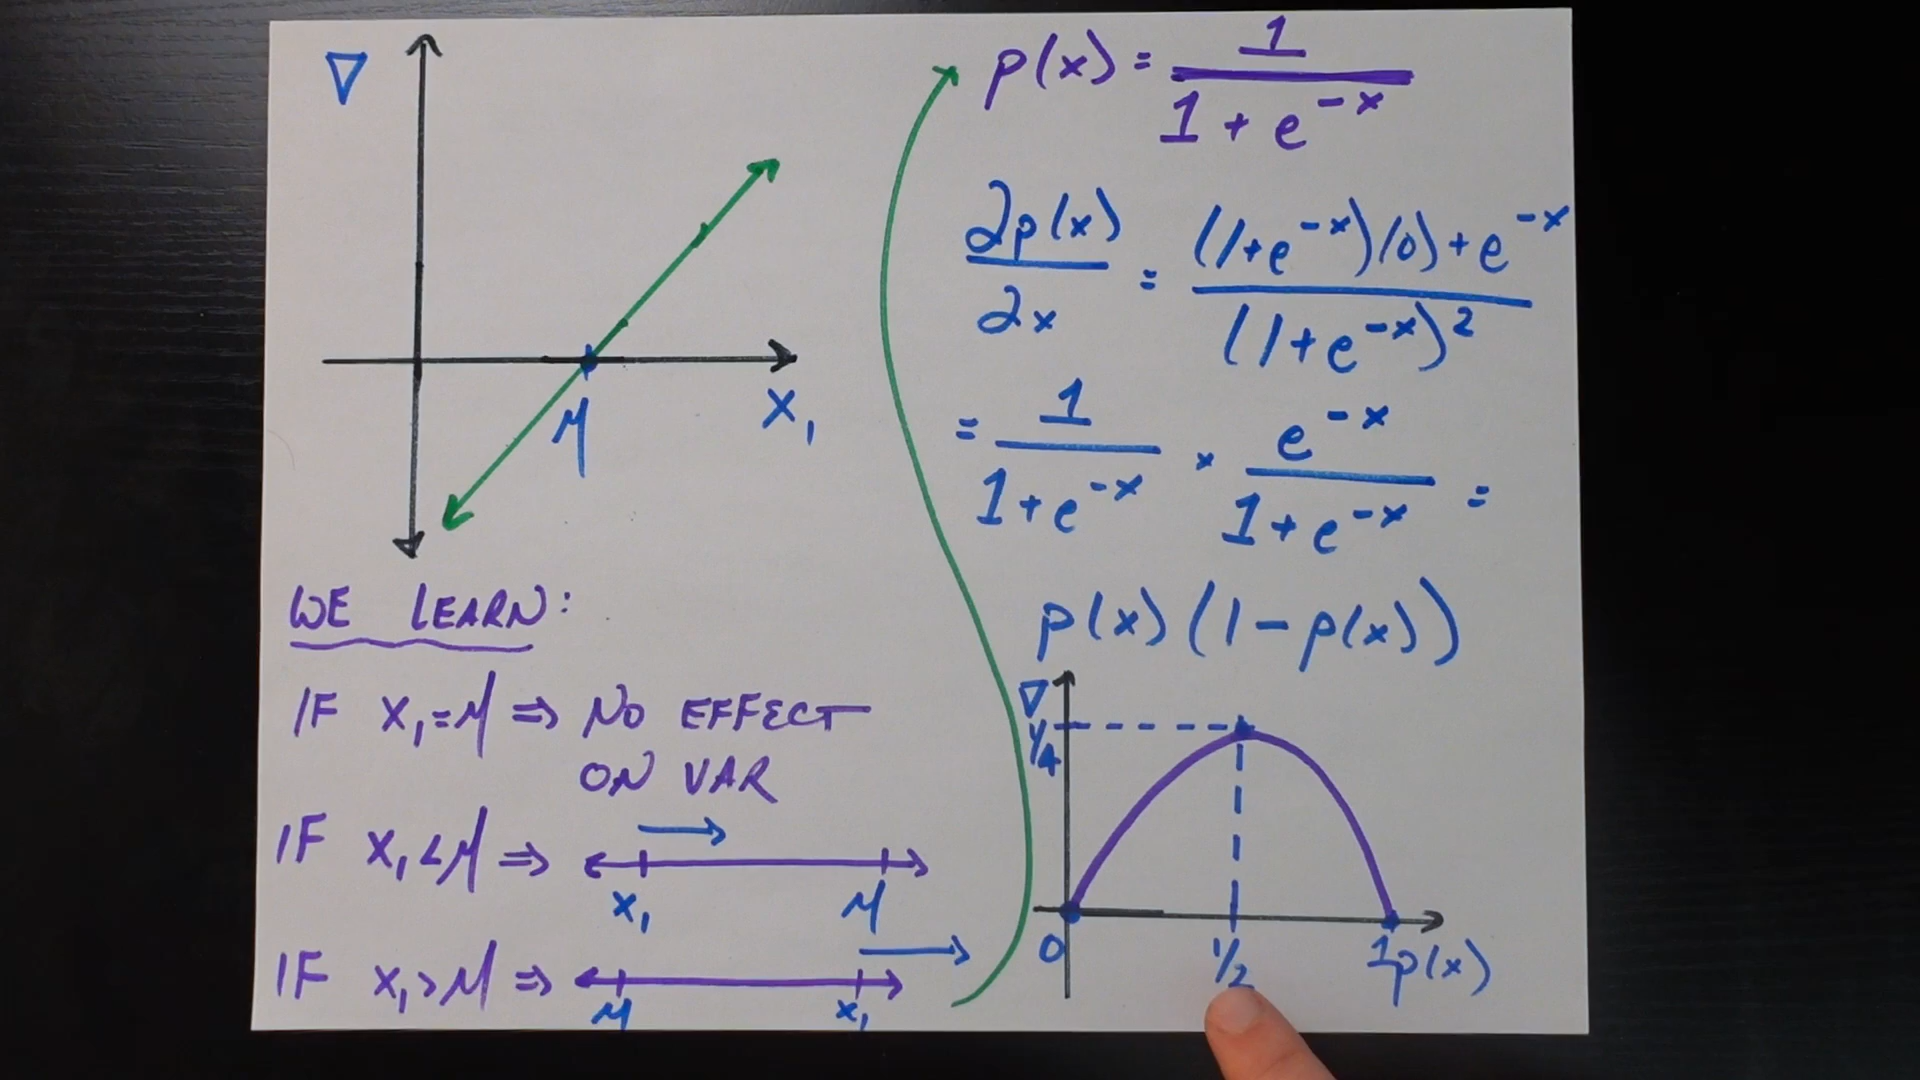 ∇
μ
x₁
WE LEARN:
IF x₁=μ ⇒ NO EFFECT
ON VAR
IF x₁<μ ⇒
x₁ μ
IF x₁>μ ⇒
μ x₁
p(x) = 1/(1 + e^-x)
∂p(x)/∂x = ((1+e^-x)(0)+e^-x)/(1+e^-x)^2
= 1/(1+e^-x) × e^-x/(1+e^-x) =
p(x)(1-p(x))
∇
1/4
0 1/2 1 p(x)